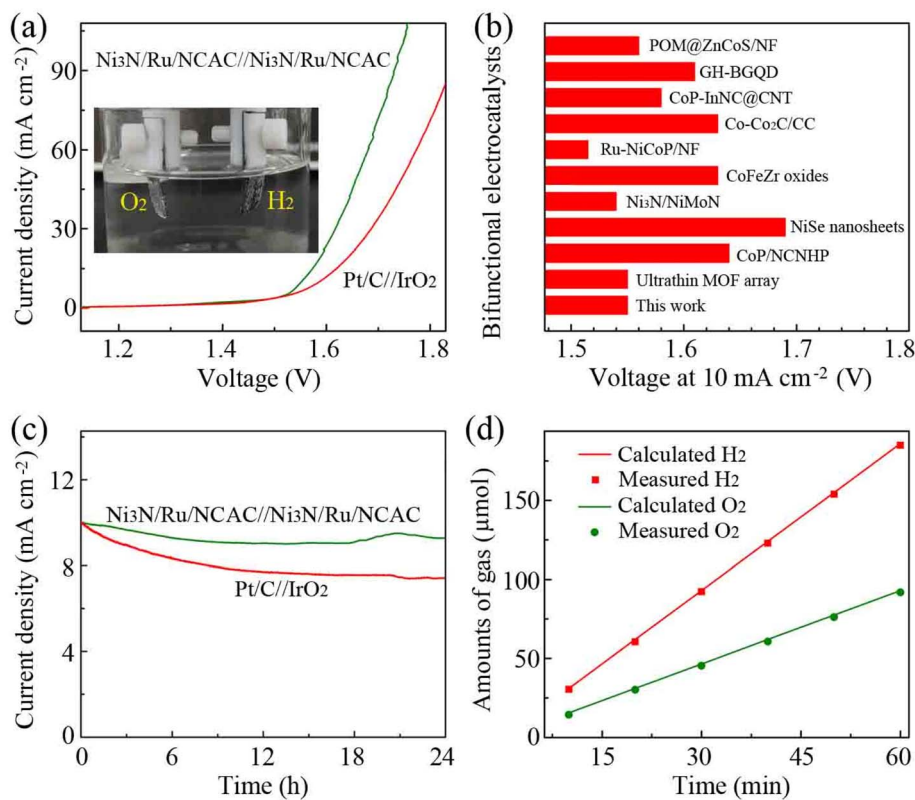 (a)
Current density (mA cm-2)
90
60
30
0
Ni3N/Ru/NCAC//Ni3N/Ru/NCAC
O2
H2
Pt/C//IrO2
1.2
1.4
1.6
1.8
Voltage (V)
(b)
Bifunctional electrocatalysts
POM@ZnCoS/NF
GH-BGQD
CoP-InNC@CNT
Co-Co2C/CC
Ru-NiCoP/NF
CoFeZr oxides
Ni3N/NiMoN
NiSe nanosheets
CoP/NCNHP
Ultrathin MOF array
This work
1.5
1.6
1.7
1.8
Voltage at 10 mA cm-2 (V)
(c)
Current density (mA cm-2)
12
8
4
0
Ni3N/Ru/NCAC//Ni3N/Ru/NCAC
Pt/C//IrO2
0
6
12
18
24
Time (h)
(d)
Amounts of gas (μmol)
150
100
50
0
Calculated H2
Measured H2
Calculated O2
Measured O2
15
30
45
60
Time (min)